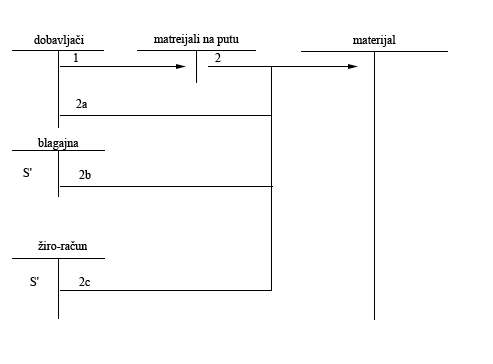 dobavljači
matreijali na putu
materijal
1
2
2a
blagajna
S'
2b
žiro-račun
S'
2c